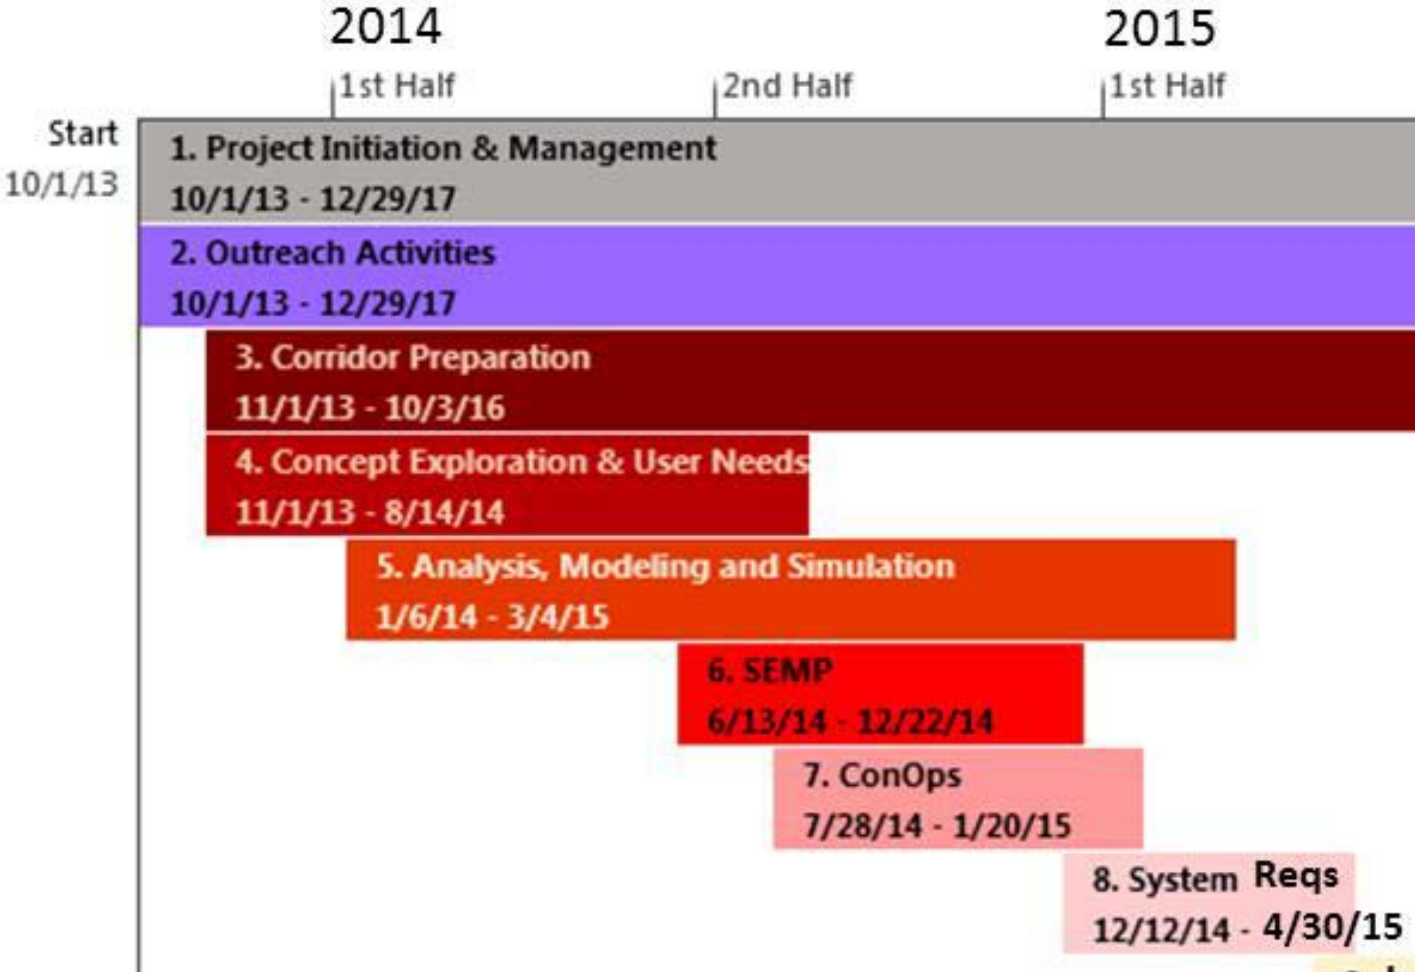 2014 2015
1st Half 2nd Half 1st Half
Start
10/1/13
1. Project Initiation & Management
10/1/13 - 12/29/17
2. Outreach Activities
10/1/13 - 12/29/17
3. Corridor Preparation
11/1/13 - 10/3/16
4. Concept Exploration & User Needs
11/1/13 - 8/14/14
5. Analysis, Modeling and Simulation
1/6/14 - 3/4/15
6. SEMP
6/13/14 - 12/22/14
7. ConOps
7/28/14 - 1/20/15
8. System Reqs
12/12/14 - 4/30/15